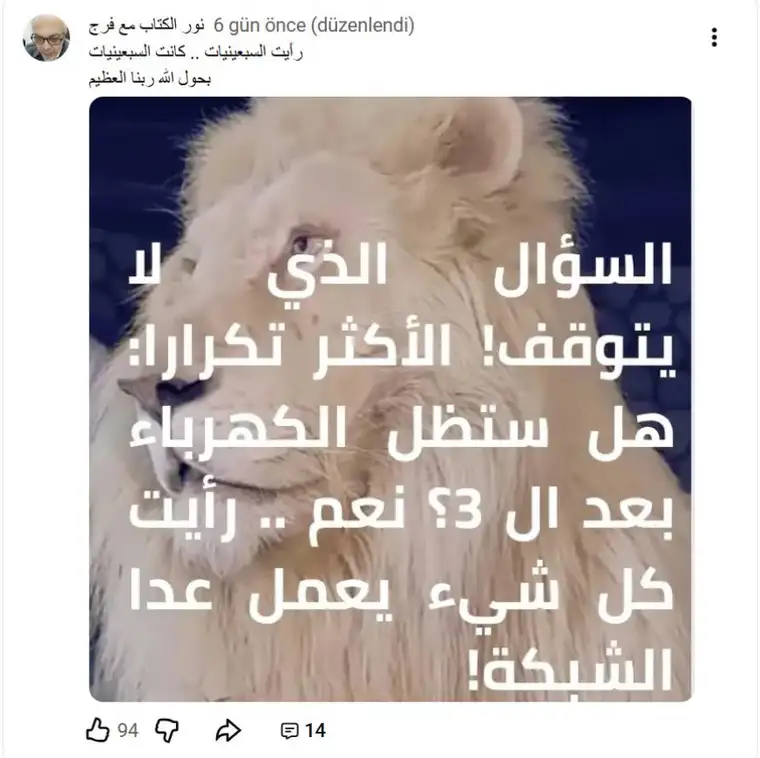 نور الكتاب مع فرج 6 gün önce (düzenlendi)
رأيت السبعينيات .. كانت السبعينيات
بحول الله ربنا العظيم
السؤال الذي لا
يتوقف! الأكثر تكرارا:
هل ستظل الكهرباء
بعد ال 3؟ نعم .. رأيت
كل شيء يعمل عدا
الشبكة!
94 14